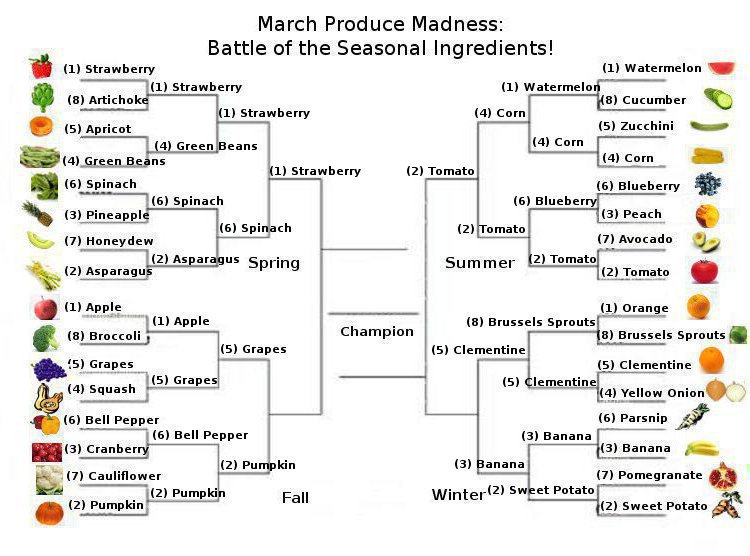 March Produce Madness:
Battle of the Seasonal Ingredients!
(1) Strawberry
(8) Artichoke
(5) Apricot
(4) Green Beans
(6) Spinach
(3) Pineapple
(7) Honeydew
(2) Asparagus
(1) Strawberry
(4) Green Beans
(6) Spinach
(2) Asparagus
(1) Strawberry
(6) Spinach
(1) Strawberry
Spring
(1) Apple
(8) Broccoli
(5) Grapes
(4) Squash
(6) Bell Pepper
(3) Cranberry
(7) Cauliflower
(2) Pumpkin
(1) Apple
(5) Grapes
(6) Bell Pepper
(2) Pumpkin
(5) Grapes
(2) Pumpkin
Fall
Champion
(1) Watermelon
(8) Cucumber
(5) Zucchini
(4) Corn
(6) Blueberry
(3) Peach
(7) Avocado
(2) Tomato
(1) Watermelon
(4) Corn
(6) Blueberry
(2) Tomato
(4) Corn
(2) Tomato
(2) Tomato
Summer
(1) Orange
(8) Brussels Sprouts
(5) Clementine
(4) Yellow Onion
(6) Parsnip
(3) Banana
(7) Pomegranate
(2) Sweet Potato
(8) Brussels Sprouts
(5) Clementine
(3) Banana
(2) Sweet Potato
(5) Clementine
(3) Banana
Winter